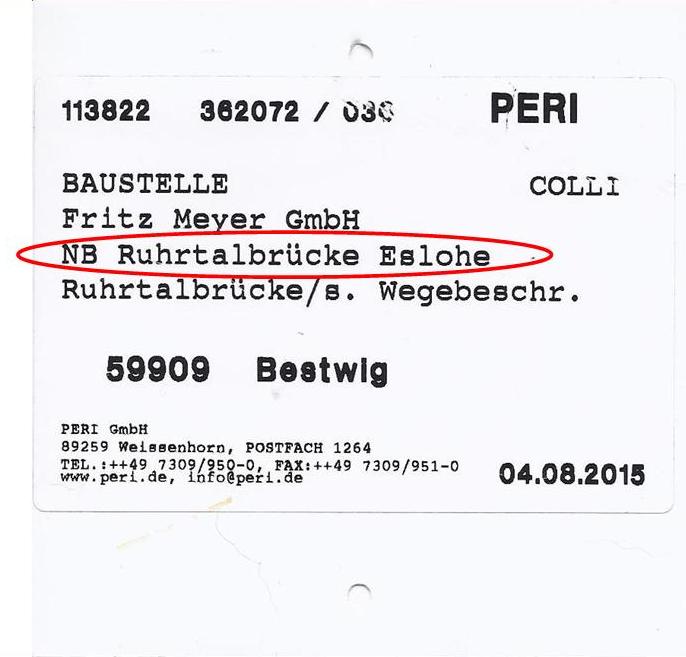 113822 362072 / 036 PERI
BAUSTELLE COLLI
Fritz Meyer GmbH
NB Ruhrtalbrücke Eslohe
Ruhrtalbrücke/s. Wegebeschr.
59909 Bestwig
PERI GmbH
89259 Weissenhorn, POSTFACH 1264
TEL.:++49 7309/950-0, FAX:++49 7309/951-0
www.peri.de, info@peri.de
04.08.2015